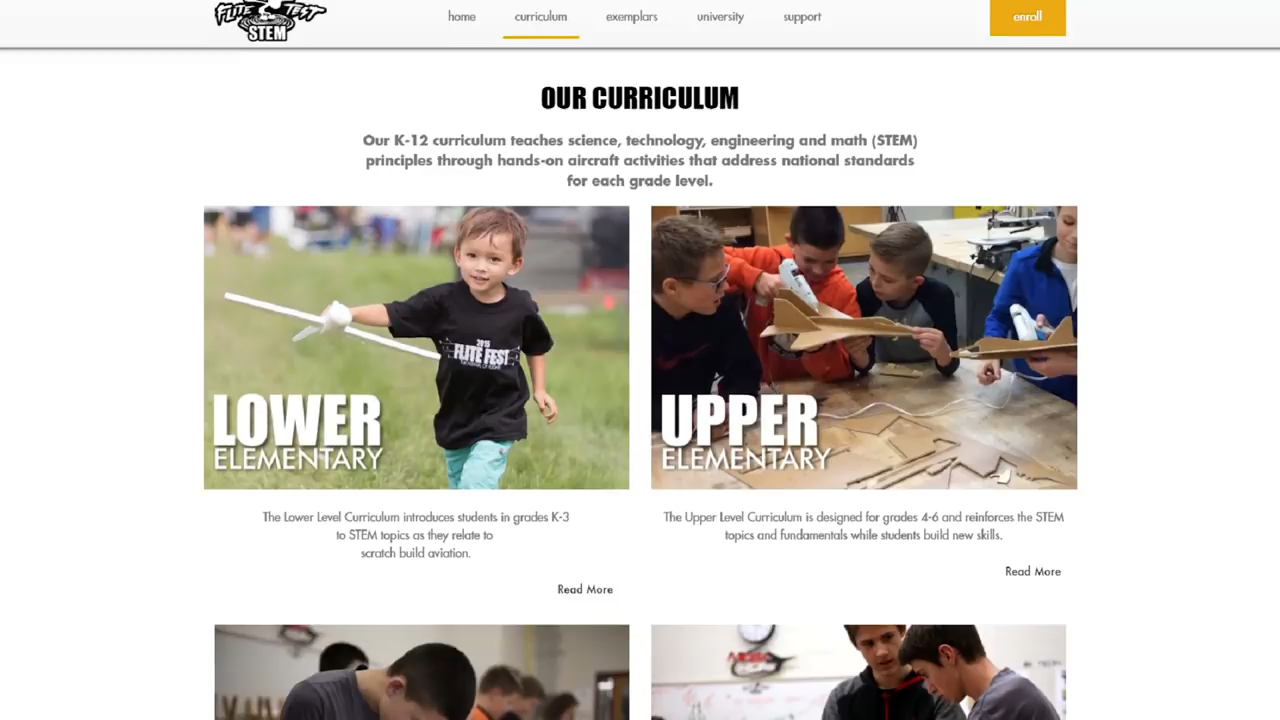 FLITE TEST
STEM
home
curriculum
exemplars
university
support
enroll
OUR CURRICULUM
Our K-12 curriculum teaches science, technology, engineering and math (STEM)
principles through hands-on aircraft activities that address national standards
for each grade level.
2015
FLITE FEST
LOWER
ELEMENTARY
UPPER
ELEMENTARY
The Lower Level Curriculum introduces students in grades K-3
to STEM topics as they relate to
scratch build aviation.
Read More
The Upper Level Curriculum is designed for grades 4-6 and reinforces the STEM
topics and fundamentals while students build new skills.
Read More